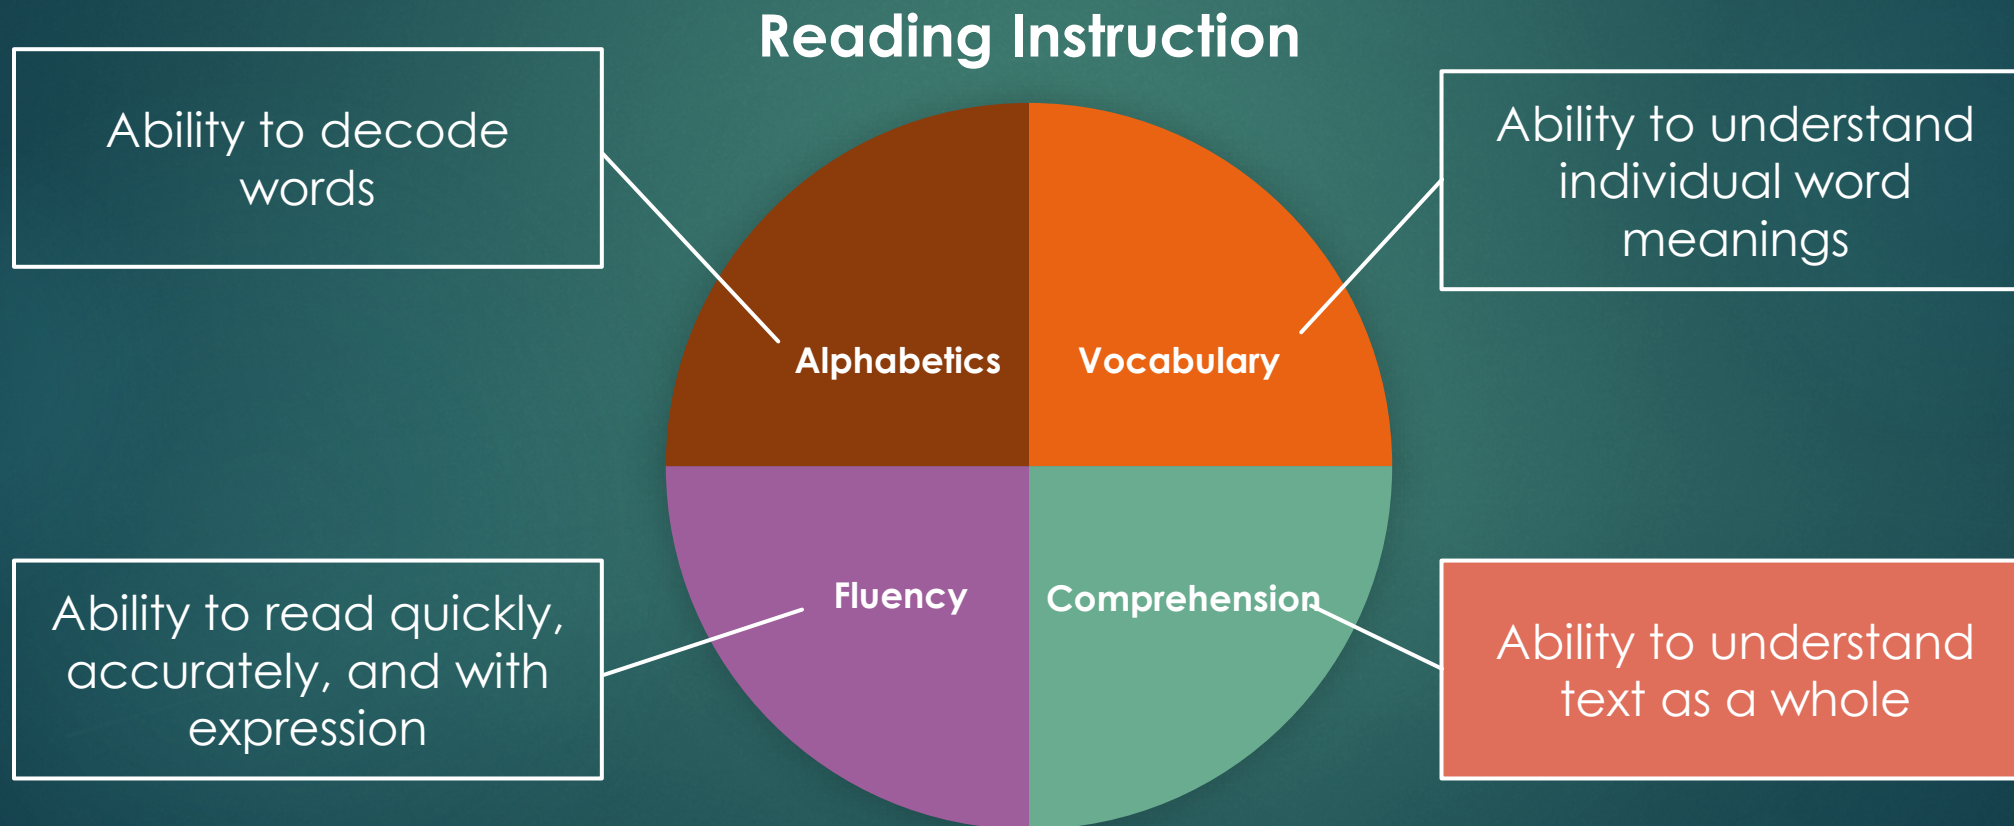 Reading Instruction
Ability to decode
words
Ability to understand
individual word
meanings
Alphabetics
Vocabulary
Fluency
Comprehension
Ability to read quickly,
accurately, and with
expression
Ability to understand
text as a whole